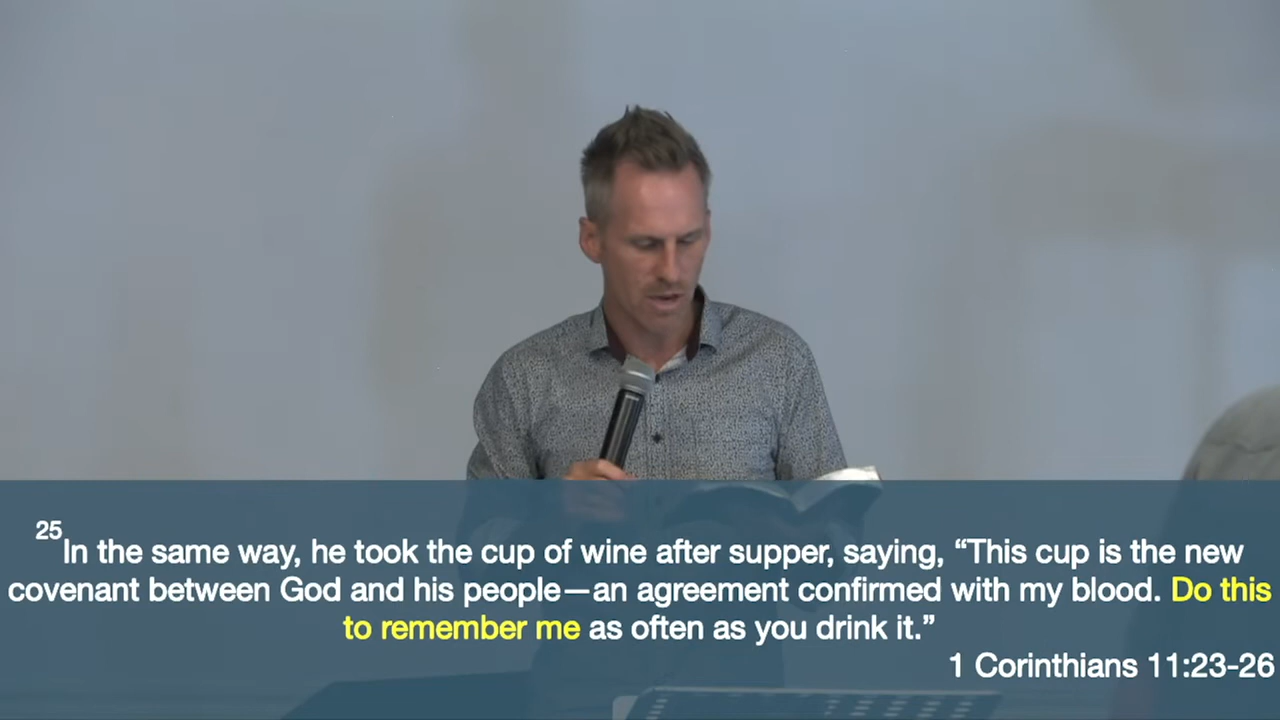 25In the same way, he took the cup of wine after supper, saying, “This cup is the new
covenant between God and his people—an agreement confirmed with my blood. Do this
to remember me as often as you drink it.”
1 Corinthians 11:23-26